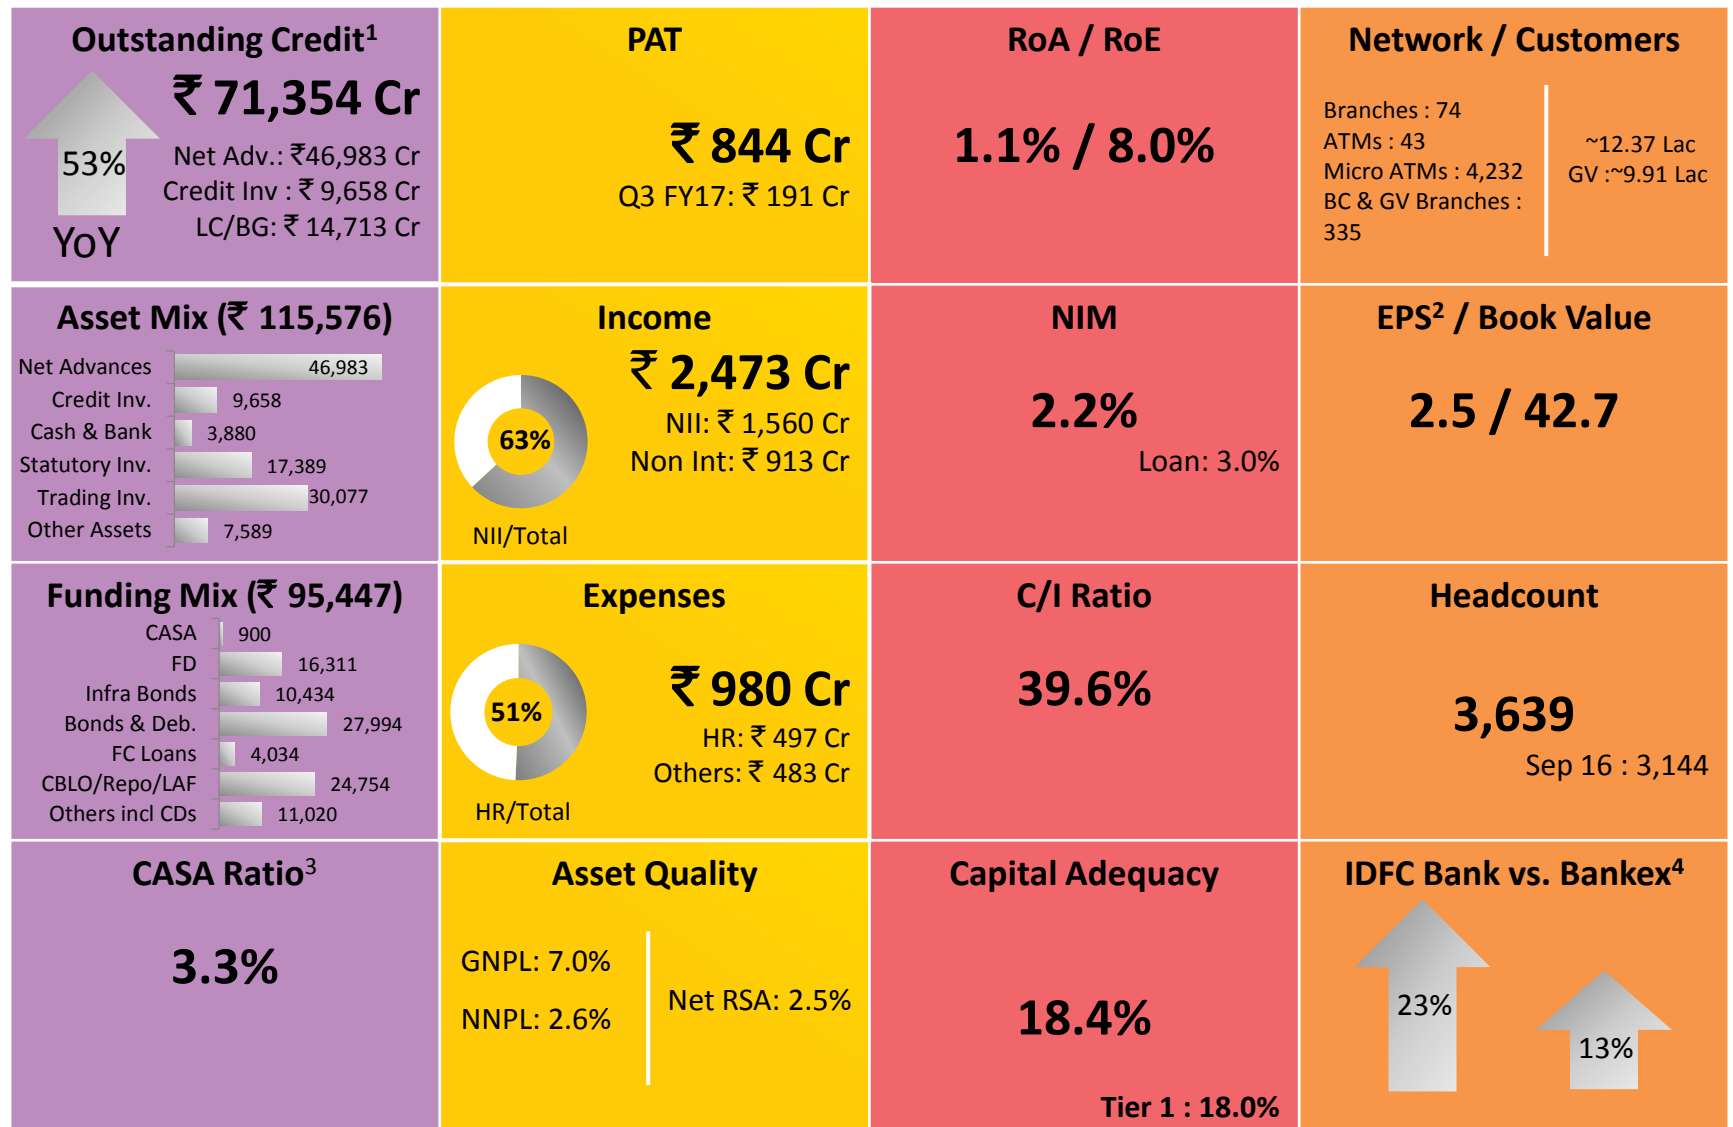 Outstanding Credit1
₹ 71,354 Cr
53%
YoY
Net Adv.: ₹46,983 Cr
Credit Inv : ₹ 9,658 Cr
LC/BG: ₹ 14,713 Cr
PAT
₹ 844 Cr
Q3 FY17: ₹ 191 Cr
RoA / RoE
1.1% / 8.0%
Network / Customers
Branches : 74
ATMs : 43
Micro ATMs : 4,232
BC & GV Branches :
335
~12.37 Lac
GV :~9.91 Lac
Asset Mix (₹ 115,576)
Net Advances 46,983
Credit Inv. 9,658
Cash & Bank 3,880
Statutory Inv. 17,389
Trading Inv. 30,077
Other Assets 7,589
Income
₹ 2,473 Cr
NII: ₹ 1,560 Cr
Non Int: ₹ 913 Cr
63%
NII/Total
NIM
2.2%
Loan: 3.0%
EPS2 / Book Value
2.5 / 42.7
Funding Mix (₹ 95,447)
CASA 900
FD 16,311
Infra Bonds 10,434
Bonds & Deb. 27,994
FC Loans 4,034
CBLO/Repo/LAF 24,754
Others incl CDs 11,020
Expenses
₹ 980 Cr
HR: ₹ 497 Cr
Others: ₹ 483 Cr
51%
HR/Total
C/I Ratio
39.6%
Headcount
3,639
Sep 16 : 3,144
CASA Ratio3
3.3%
Asset Quality
GNPL: 7.0%
NNPL: 2.6%
Net RSA: 2.5%
Capital Adequacy
18.4%
Tier 1 : 18.0%
IDFC Bank vs. Bankex4
23%
13%